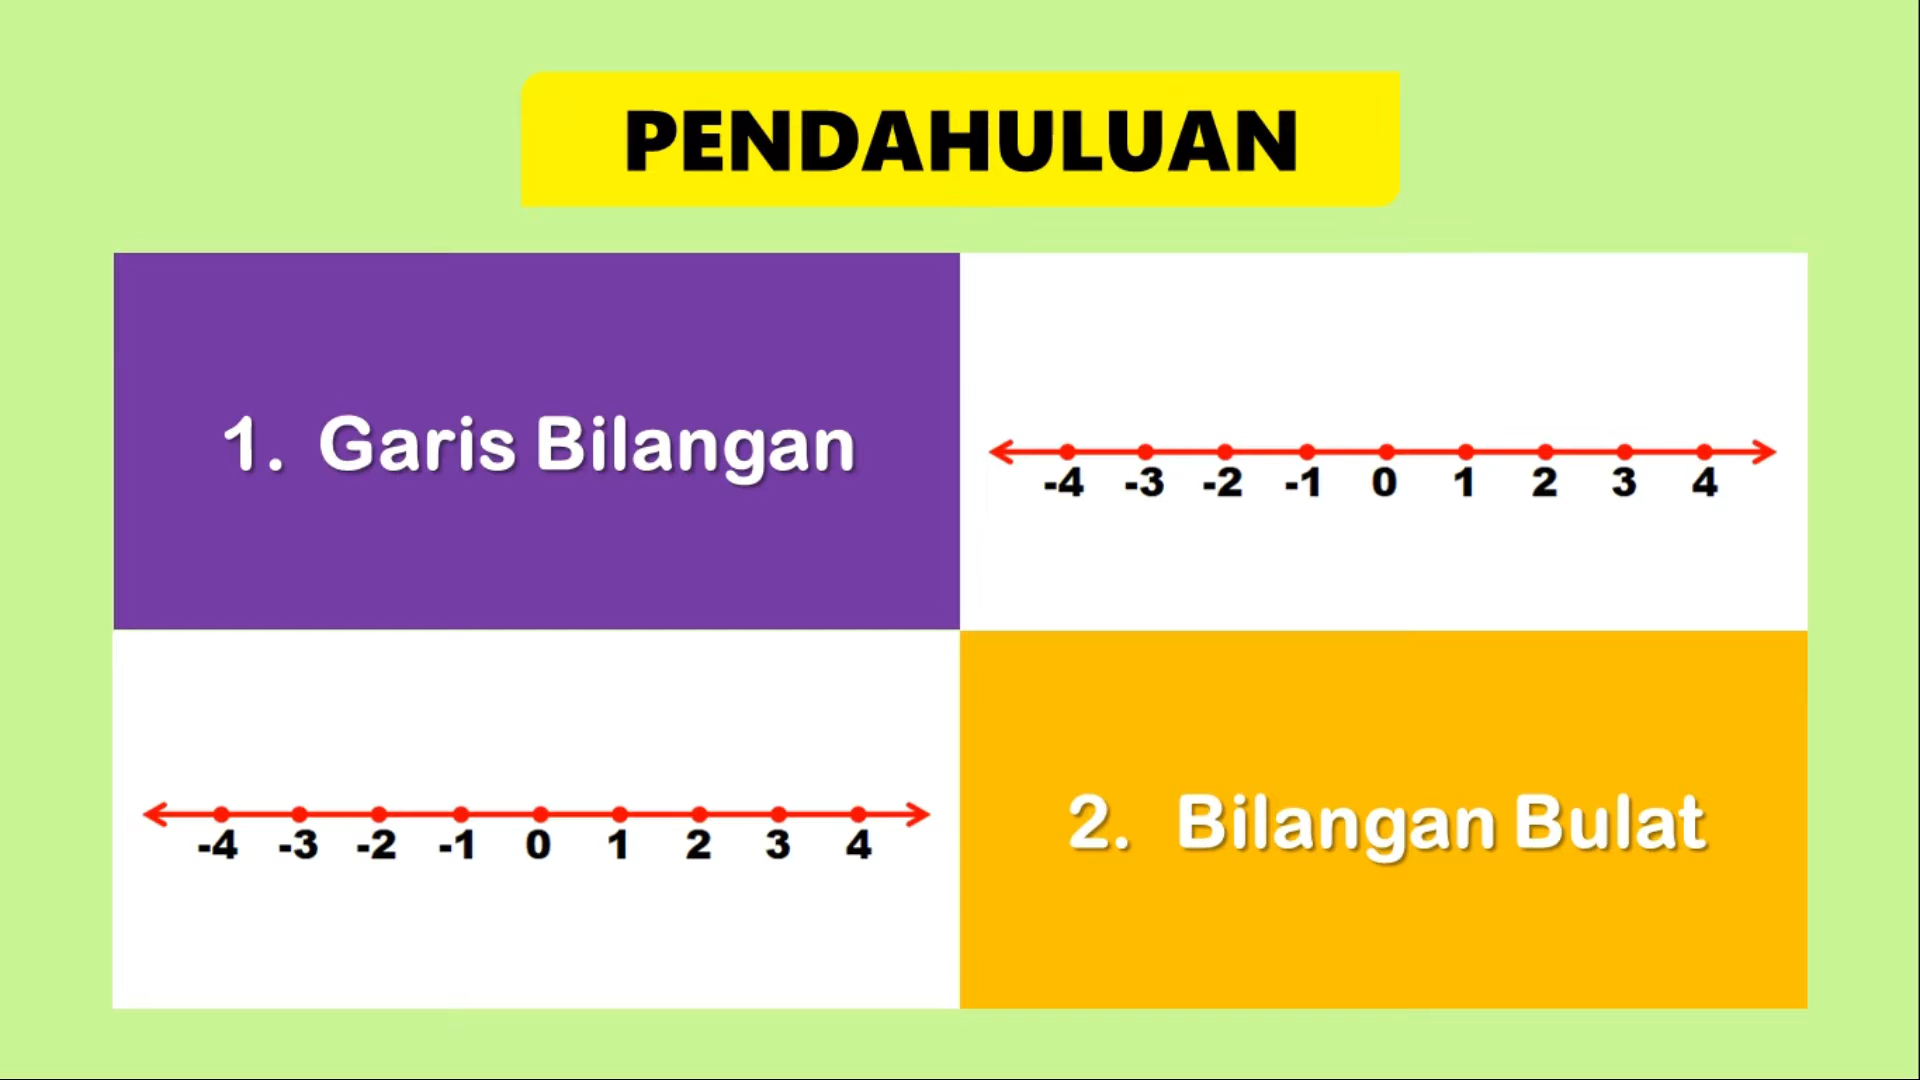 PENDAHULUAN
1. Garis Bilangan
-4 -3 -2 -1 0 1 2 3 4
-4 -3 -2 -1 0 1 2 3 4
2. Bilangan Bulat